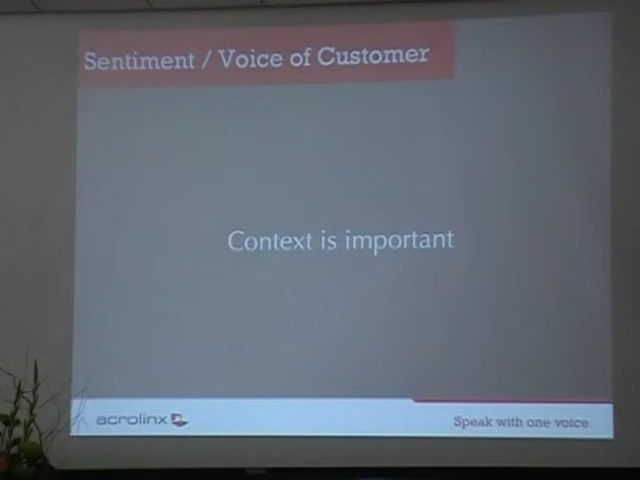 Sentiment / Voice of Customer
Context is important
acrolinx
Speak with one voice